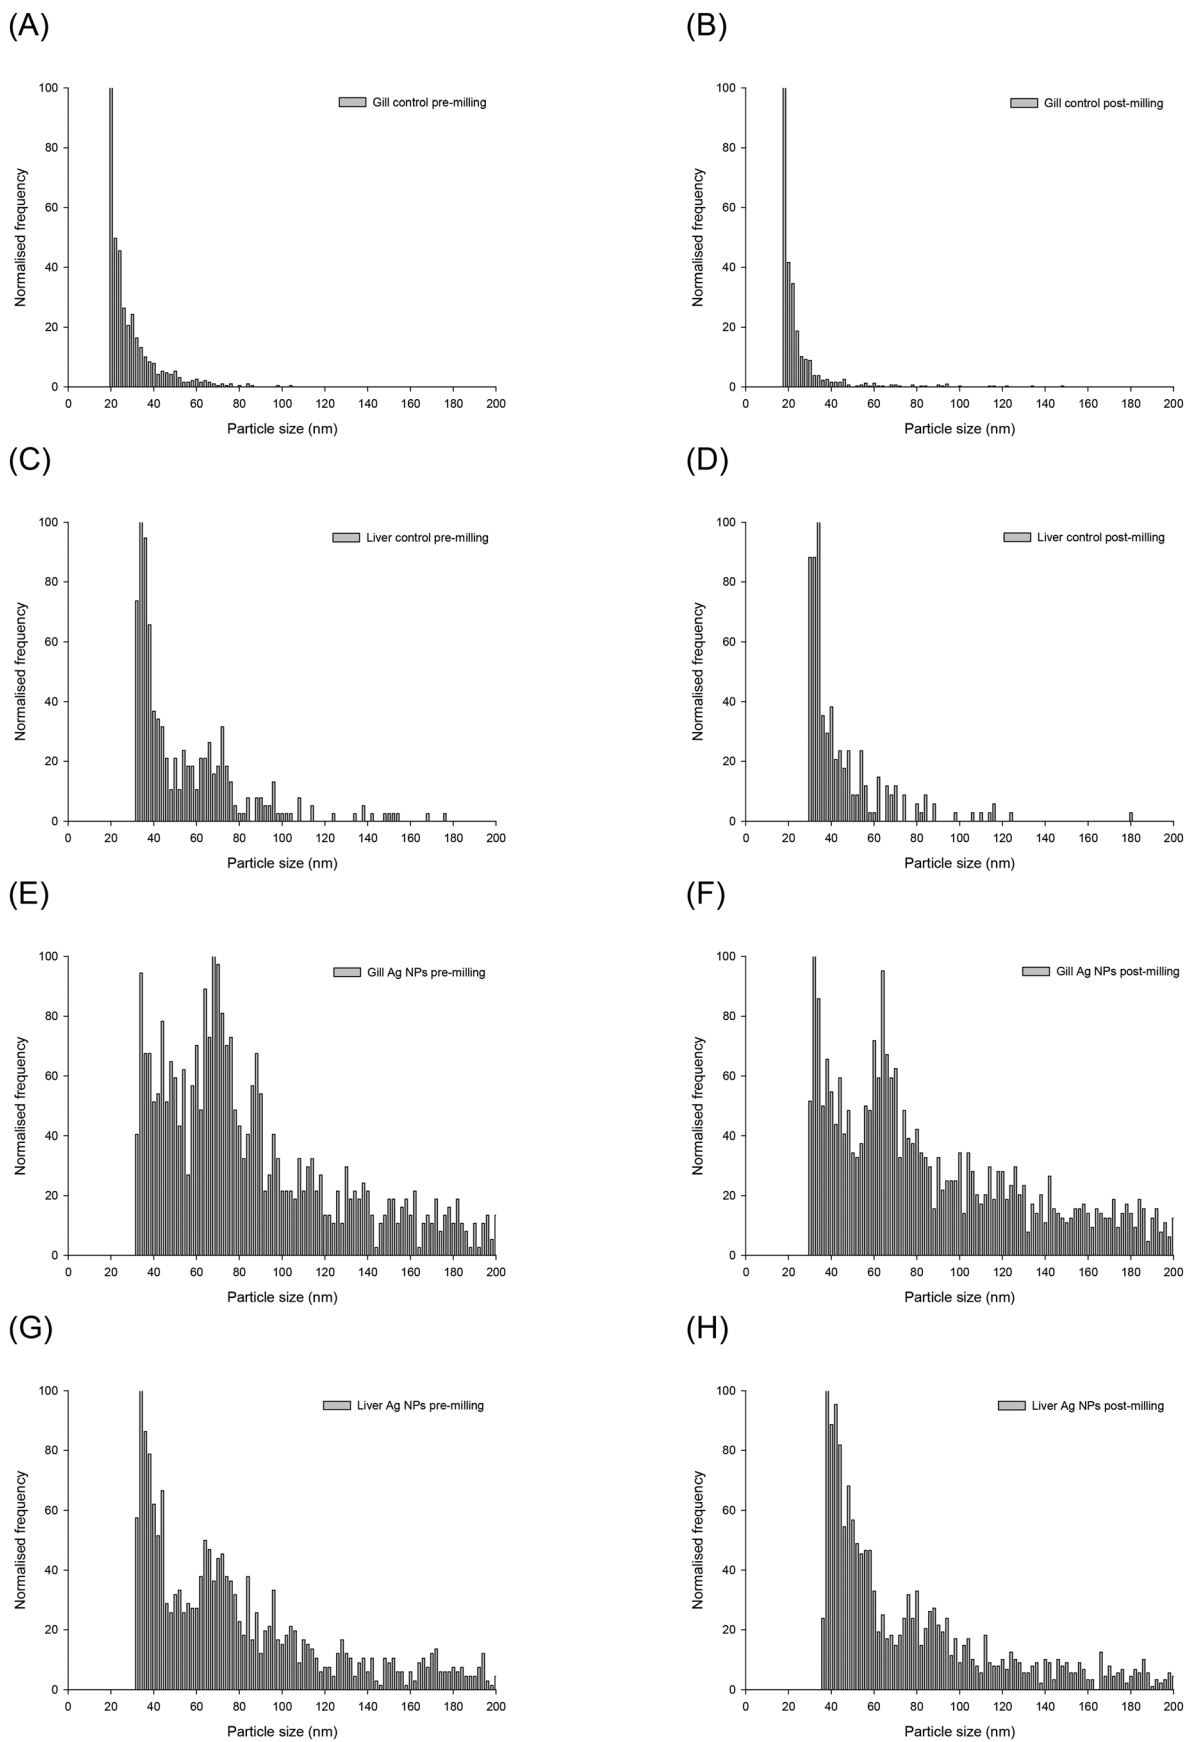 (A)
Gill control pre-milling
Normalised frequency
100
80
60
40
20
0
0 20 40 60 80 100 120 140 160 180 200
Particle size (nm)
(B)
Gill control post-milling
Normalised frequency
100
80
60
40
20
0
0 20 40 60 80 100 120 140 160 180 200
Particle size (nm)
(C)
Liver control pre-milling
Normalised frequency
100
80
60
40
20
0
0 20 40 60 80 100 120 140 160 180 200
Particle size (nm)
(D)
Liver control post-milling
Normalised frequency
100
80
60
40
20
0
0 20 40 60 80 100 120 140 160 180 200
Particle size (nm)
(E)
Gill Ag NPs pre-milling
Normalised frequency
100
80
60
40
20
0
0 20 40 60 80 100 120 140 160 180 200
Particle size (nm)
(F)
Gill Ag NPs post-milling
Normalised frequency
100
80
60
40
20
0
0 20 40 60 80 100 120 140 160 180 200
Particle size (nm)
(G)
Liver Ag NPs pre-milling
Normalised frequency
100
80
60
40
20
0
0 20 40 60 80 100 120 140 160 180 200
Particle size (nm)
(H)
Liver Ag NPs post-milling
Normalised frequency
100
80
60
40
20
0
0 20 40 60 80 100 120 140 160 180 200
Particle size (nm)